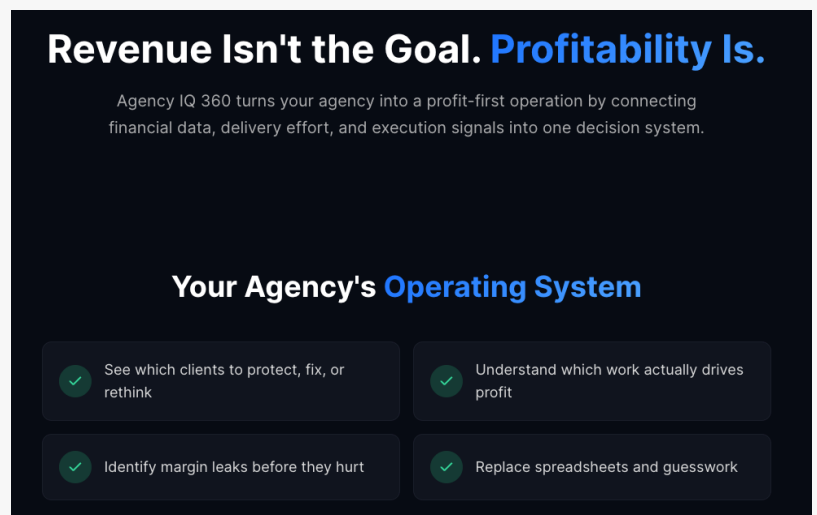 Revenue Isn't the Goal. Profitability Is.
Agency IQ 360 turns your agency into a profit-first operation by connecting
financial data, delivery effort, and execution signals into one decision system.
Your Agency's Operating System
See which clients to protect, fix, or
rethink
Understand which work actually drives
profit
Identify margin leaks before they hurt
Replace spreadsheets and guesswork